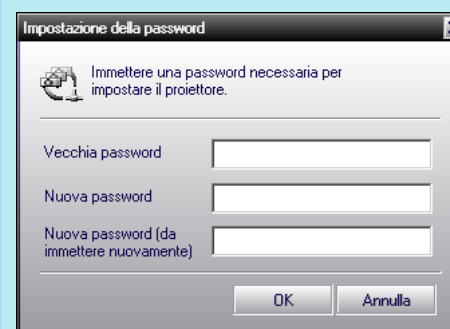 Impostazione della password
Immettere una password necessaria per
impostare il proiettore.
Vecchia password
Nuova password
Nuova password (da
immettere nuovamente)
OK Annulla